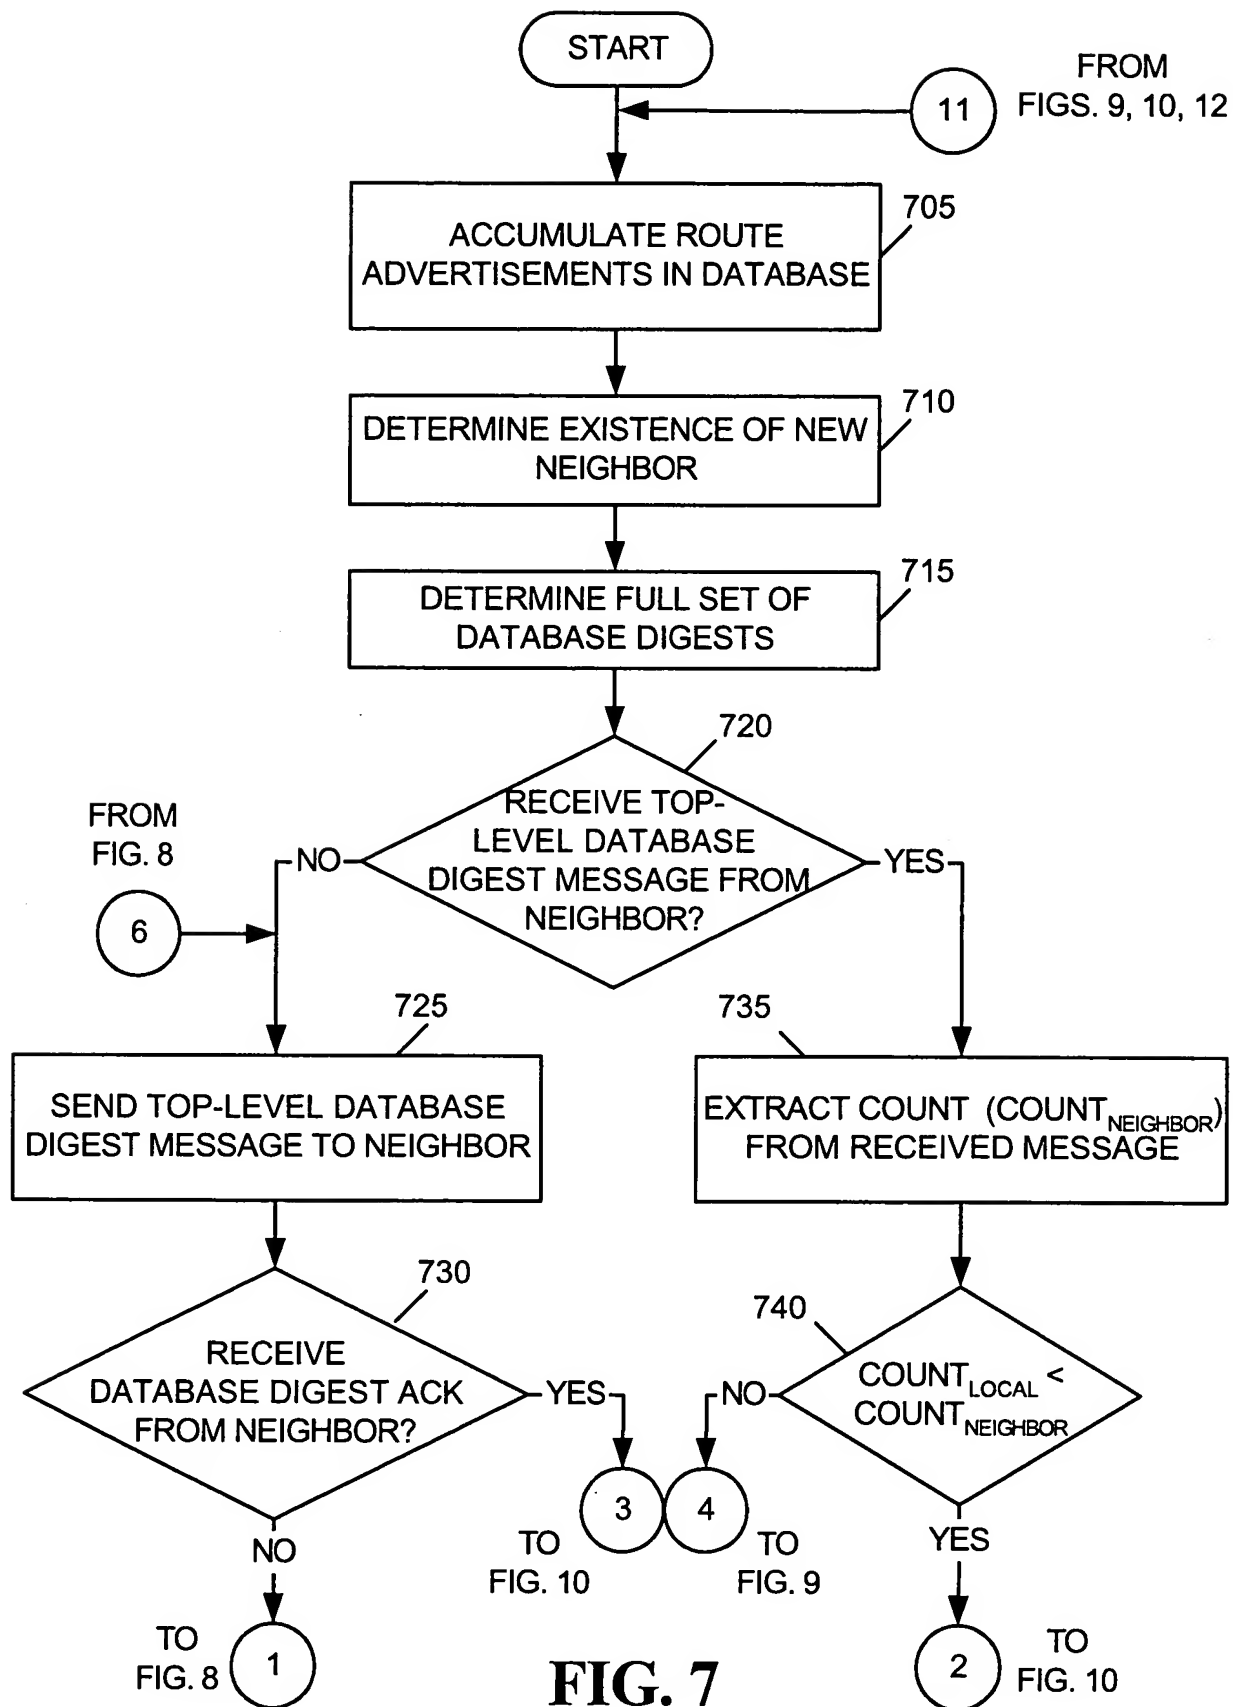 START
11
FROM
FIGS. 9, 10, 12
705
ACCUMULATE ROUTE
ADVERTISEMENTS IN DATABASE
710
DETERMINE EXISTENCE OF NEW
NEIGHBOR
715
DETERMINE FULL SET OF
DATABASE DIGESTS
720
RECEIVE TOP-
LEVEL DATABASE
DIGEST MESSAGE FROM
NEIGHBOR?
NO
YES
FROM
FIG. 8
6
725
SEND TOP-LEVEL DATABASE
DIGEST MESSAGE TO NEIGHBOR
735
EXTRACT COUNT (COUNT_NEIGHBOR)
FROM RECEIVED MESSAGE
730
RECEIVE
DATABASE DIGEST ACK
FROM NEIGHBOR?
YES
NO
740
COUNT_LOCAL <
COUNT_NEIGHBOR
NO
YES
3
TO
FIG. 10
4
TO
FIG. 9
TO
FIG. 8
1
2
TO
FIG. 10
FIG. 7